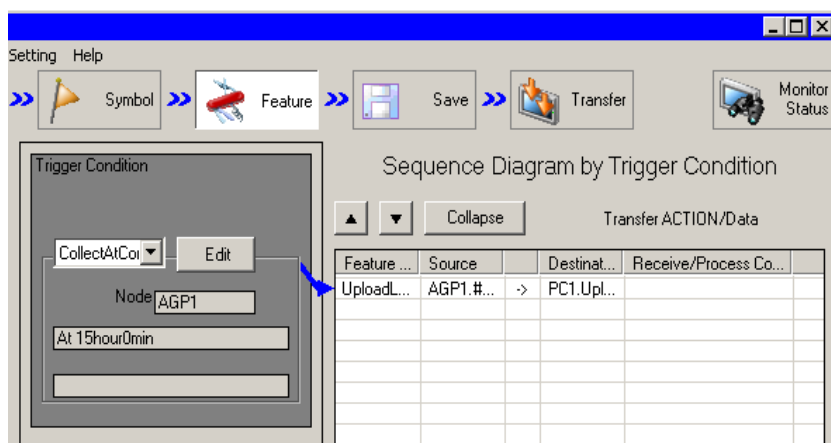 Setting Help
Symbol Feature Save Transfer Monitor Status
Trigger Condition
Sequence Diagram by Trigger Condition
Collapse Transfer ACTION/Data
CollectAtCo Edit
Feature ... Source Destinat... Receive/Process Co...
UploadL... AGP1.#... -> PC1.Upl...
Node AGP1
At 15hour0min